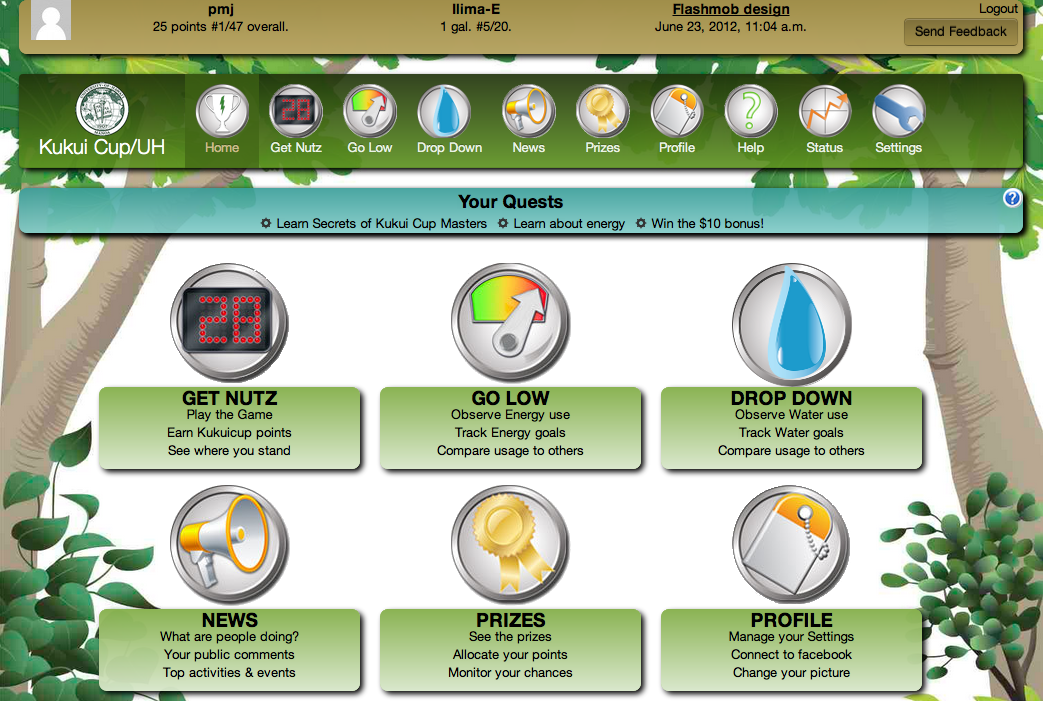 pmj
25 points #1/47 overall.
Ilima-E
1 gal. #5/20.
Flashmob design
June 23, 2012, 11:04 a.m.
Logout
Send Feedback
Kukui Cup/UH
Home
28
Get Nutz
Go Low
Drop Down
News
Prizes
Profile
?
Help
Status
Settings
Your Quests
?
Learn Secrets of Kukui Cup Masters
Learn about energy
Win the $10 bonus!
28
GET NUTZ
Play the Game
Earn Kukuicup points
See where you stand
GO LOW
Observe Energy use
Track Energy goals
Compare usage to others
DROP DOWN
Observe Water use
Track Water goals
Compare usage to others
NEWS
What are people doing?
Your public comments
Top activities & events
PRIZES
See the prizes
Allocate your points
Monitor your chances
PROFILE
Manage your Settings
Connect to facebook
Change your picture